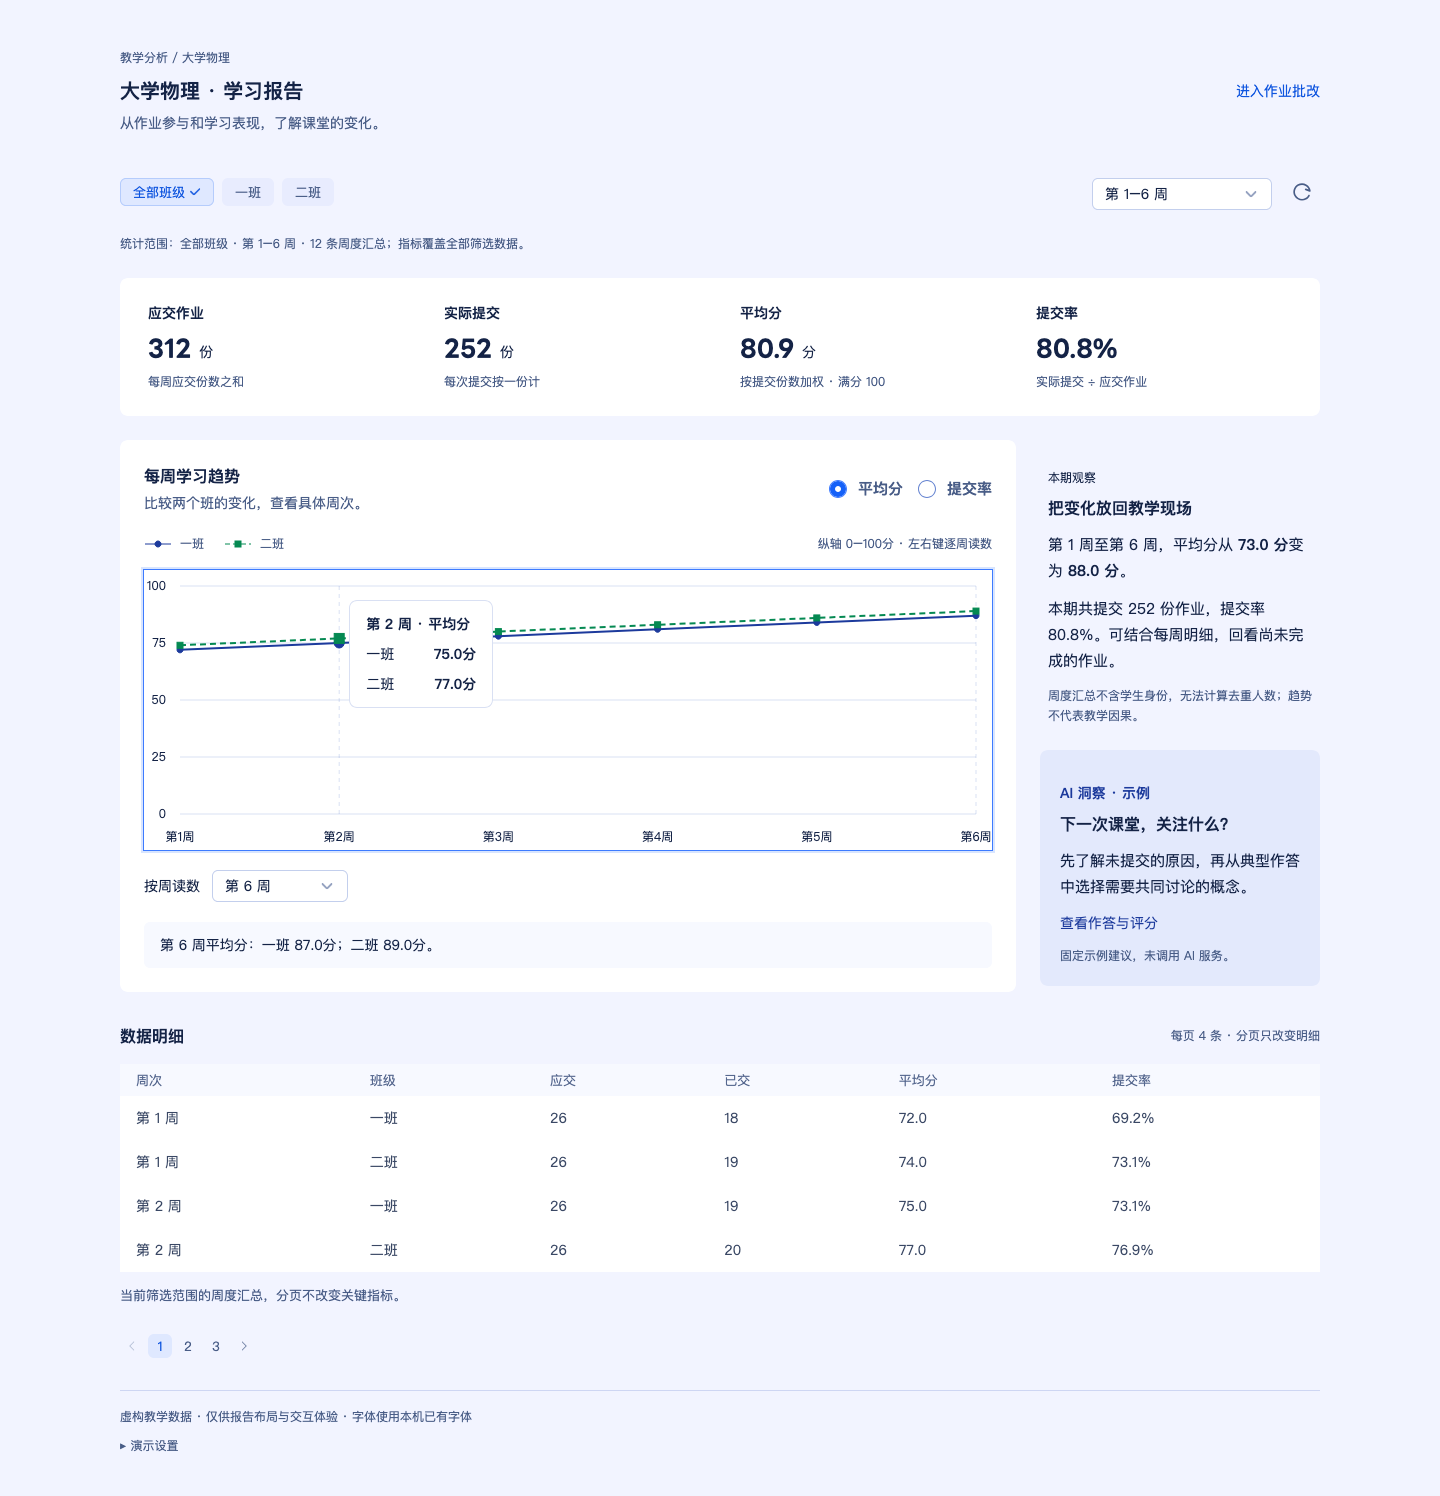 教学分析 / 大学物理
大学物理 · 学习报告
进入作业批改
从作业参与和学习表现，了解课堂的变化。
全部班级
一班
二班
第 1—6 周
统计范围：全部班级 · 第 1—6 周 · 12 条周度汇总；指标覆盖全部筛选数据。
应交作业
312 份
每周应交份数之和
实际提交
252 份
每次提交按一份计
平均分
80.9 分
按提交份数加权 · 满分 100
提交率
80.8%
实际提交 ÷ 应交作业
每周学习趋势
比较两个班的变化，查看具体周次。
平均分
提交率
一班
二班
纵轴 0—100分 · 左右键逐周读数
100
75
50
25
0
第 2 周 · 平均分
一班 75.0分
二班 77.0分
第1周
第2周
第3周
第4周
第5周
第6周
按周读数
第 6 周
第 6 周平均分：一班 87.0分；二班 89.0分。
本期观察
把变化放回教学现场
第 1 周至第 6 周，平均分从 73.0 分变
为 88.0 分。
本期共提交 252 份作业，提交率
80.8%。可结合每周明细，回看尚未完
成的作业。
周度汇总不含学生身份，无法计算去重人数；趋势
不代表教学因果。
AI 洞察 · 示例
下一次课堂，关注什么？
先了解未提交的原因，再从典型作答
中选择需要共同讨论的概念。
查看作答与评分
固定示例建议，未调用 AI 服务。
数据明细
每页 4 条 · 分页只改变明细
周次 班级 应交 已交 平均分 提交率
第 1 周 一班 26 18 72.0 69.2%
第 1 周 二班 26 19 74.0 73.1%
第 2 周 一班 26 19 75.0 73.1%
第 2 周 二班 26 20 77.0 76.9%
当前筛选范围的周度汇总，分页不改变关键指标。
1 2 3
虚构教学数据 · 仅供报告布局与交互体验 · 字体使用本机已有字体
演示设置